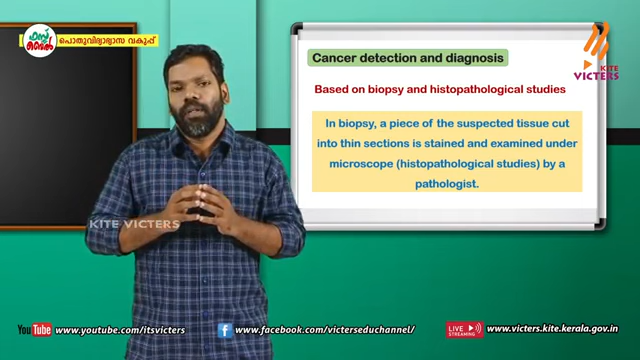 ഫസ്റ്റ്
ബെൽ
പൊതുവിദ്യാഭ്യാസ വകുപ്പ്
KITE
VICTERS
Cancer detection and diagnosis
Based on biopsy and histopathological studies
In biopsy, a piece of the suspected tissue cut
into thin sections is stained and examined under
microscope (histopathological studies) by a
pathologist.
KITE VICTERS
YouTube www.youtube.com/itsvicters
f www.facebook.com/victerseduchannel/
LIVE
STREAMING
www.victers.kite.kerala.gov.in